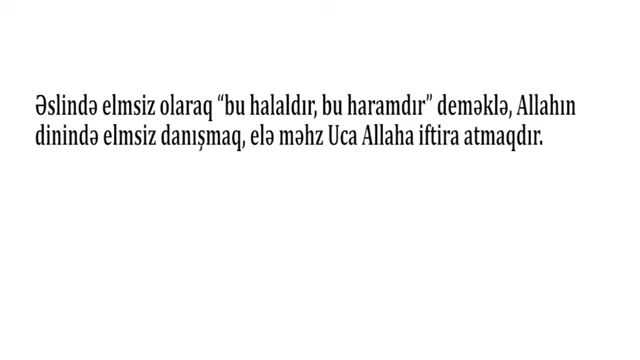 Əslində elmsiz olaraq “bu halaldır, bu haramdır” deməklə, Allahın
dinində elmsiz danışmaq, elə məhz Uca Allaha iftira atmaqdır.